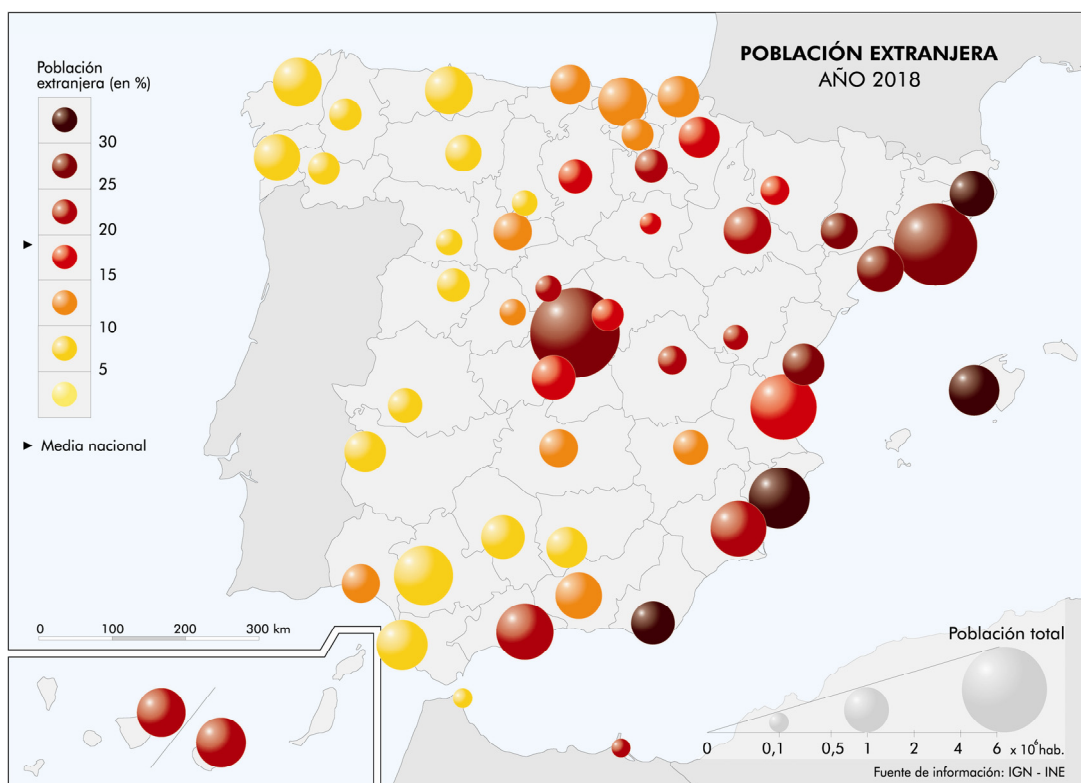 POBLACIÓN EXTRANJERA
AÑO 2018
Población
extranjera (en %)
30
25
20
15
10
5
► Media nacional
0 100 200 300 km
Población total
0 0,1 0,5 1 2 4 6 x 10⁶ hab.
Fuente de información: IGN - INE